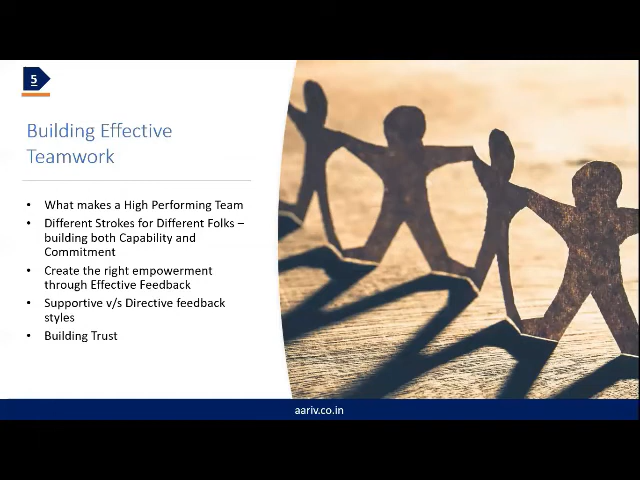 5
Building Effective
Teamwork
• What makes a High Performing Team
• Different Strokes for Different Folks –
building both Capability and
Commitment
• Create the right empowerment
through Effective Feedback
• Supportive v/s Directive feedback
styles
• Building Trust
aariv.co.in